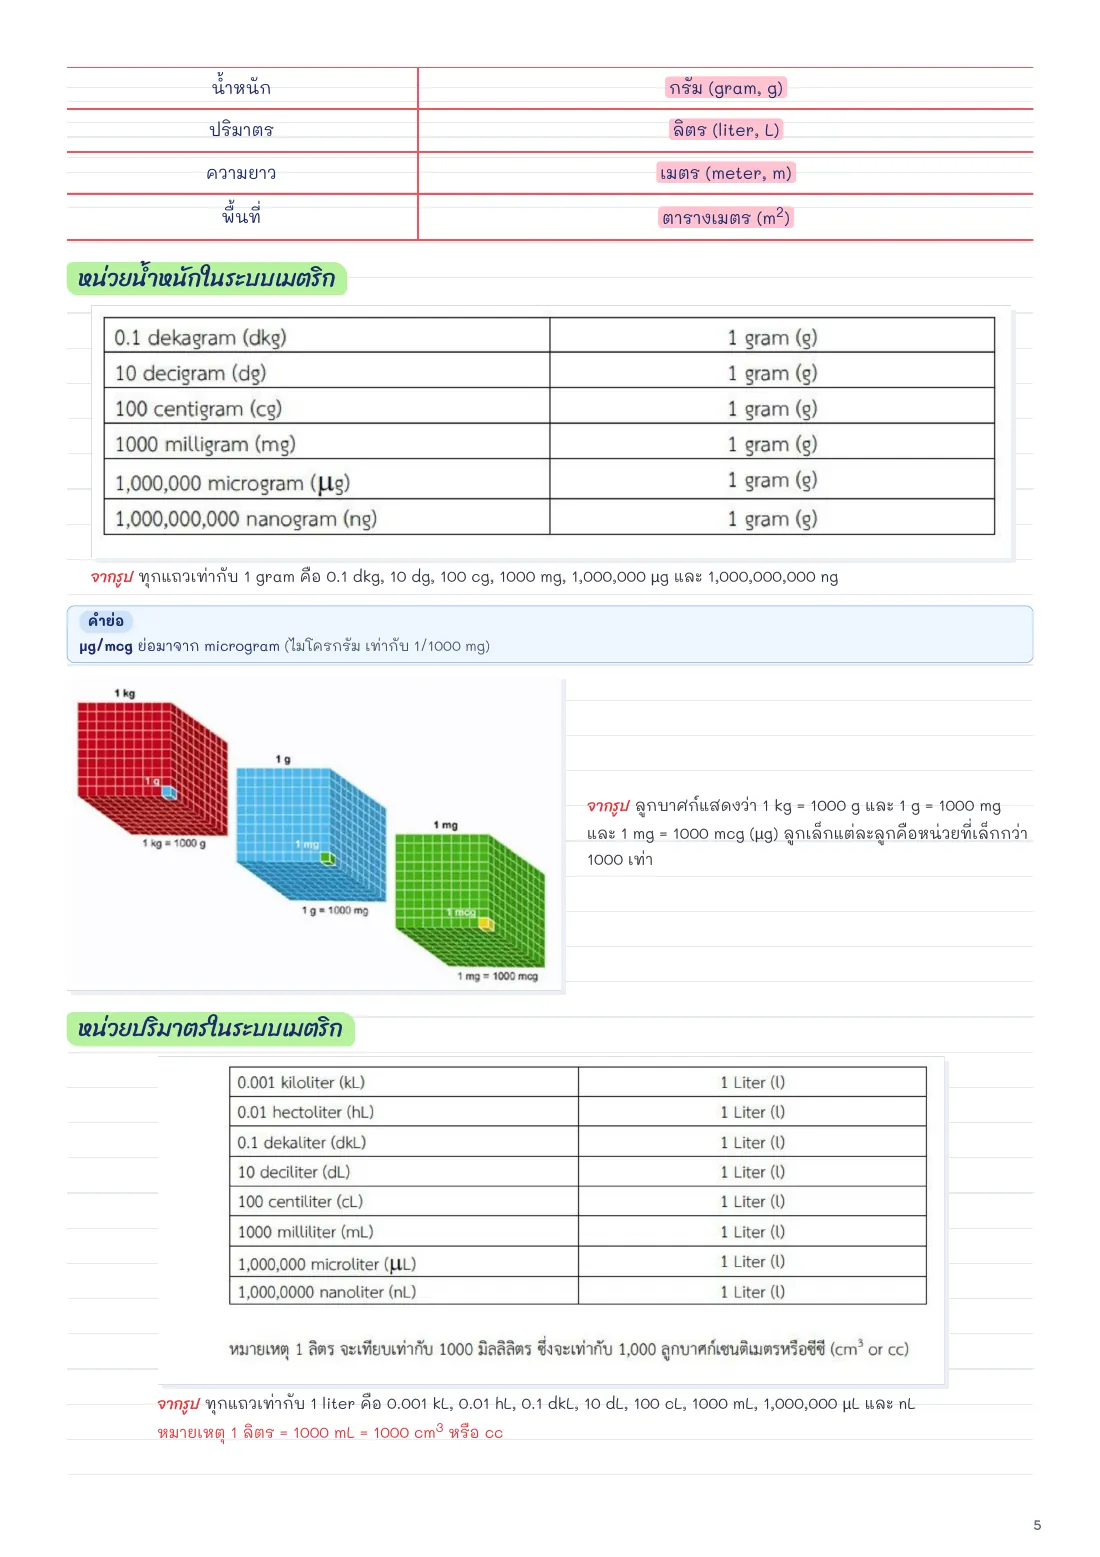 น้ำหนัก กรัม (gram, g)
ปริมาตร ลิตร (liter, L)
ความยาว เมตร (meter, m)
พื้นที่ ตารางเมตร (m²)
หน่วยน้ำหนักในระบบเมตริก
0.1 dekagram (dkg) 1 gram (g)
10 decigram (dg) 1 gram (g)
100 centigram (cg) 1 gram (g)
1000 milligram (mg) 1 gram (g)
1,000,000 microgram (µg) 1 gram (g)
1,000,000,000 nanogram (ng) 1 gram (g)
จากรูป ทุกแถวเท่ากับ 1 gram คือ 0.1 dkg, 10 dg, 100 cg, 1000 mg, 1,000,000 µg และ 1,000,000,000 ng
คำย่อ
µg/mcg ย่อมาจาก microgram (ไมโครกรัม เท่ากับ 1/1000 mg)
1 kg
1 g
1 kg = 1000 g
1 g
1 mg
1 g = 1000 mg
1 mg
1 mcg
1 mg = 1000 mcg
จากรูป ลูกบาศก์แสดงว่า 1 kg = 1000 g และ 1 g = 1000 mg
และ 1 mg = 1000 mcg (µg) ลูกเล็กแต่ละลูกคือหน่วยที่เล็กกว่า
1000 เท่า
หน่วยปริมาตรในระบบเมตริก
0.001 kiloliter (kL) 1 Liter (l)
0.01 hectoliter (hL) 1 Liter (l)
0.1 dekaliter (dkL) 1 Liter (l)
10 deciliter (dL) 1 Liter (l)
100 centiliter (cL) 1 Liter (l)
1000 milliliter (mL) 1 Liter (l)
1,000,000 microliter (µL) 1 Liter (l)
1,000,0000 nanoliter (nL) 1 Liter (l)
หมายเหตุ 1 ลิตร จะเทียบเท่ากับ 1000 มิลลิลิตร ซึ่งจะเท่ากับ 1,000 ลูกบาศก์เซนติเมตรหรือซีซี (cm³ or cc)
จากรูป ทุกแถวเท่ากับ 1 liter คือ 0.001 kL, 0.01 hL, 0.1 dkL, 10 dL, 100 cL, 1000 mL, 1,000,000 µL และ nL
หมายเหตุ 1 ลิตร = 1000 mL = 1000 cm³ หรือ cc
5